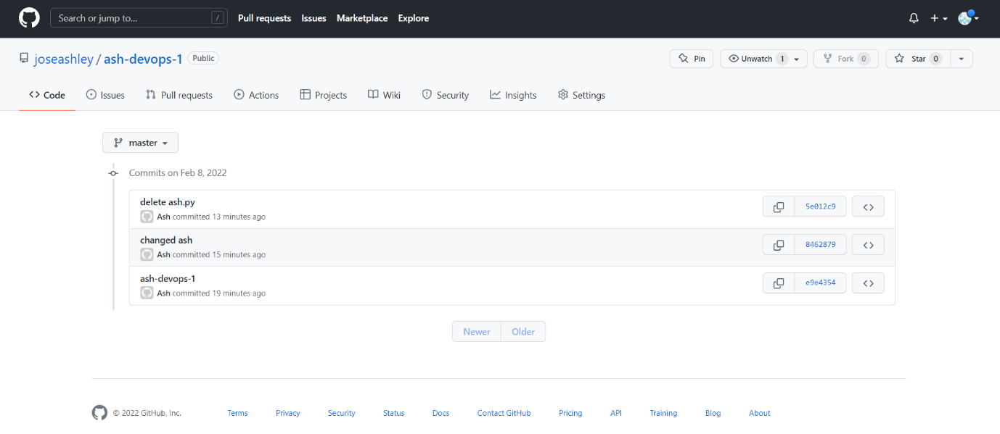 Search or jump to... / Pull requests Issues Marketplace Explore
joseashley / ash-devops-1 Public Pin Unwatch 1 Fork 0 Star 0
Code Issues Pull requests Actions Projects Wiki Security Insights Settings
master
Commits on Feb 8, 2022
delete ash.py
Ash committed 13 minutes ago
5e012c9
changed ash
Ash committed 15 minutes ago
8462879
ash-devops-1
Ash committed 19 minutes ago
e9e4354
Newer Older
© 2022 GitHub, Inc. Terms Privacy Security Status Docs Contact GitHub Pricing API Training Blog About